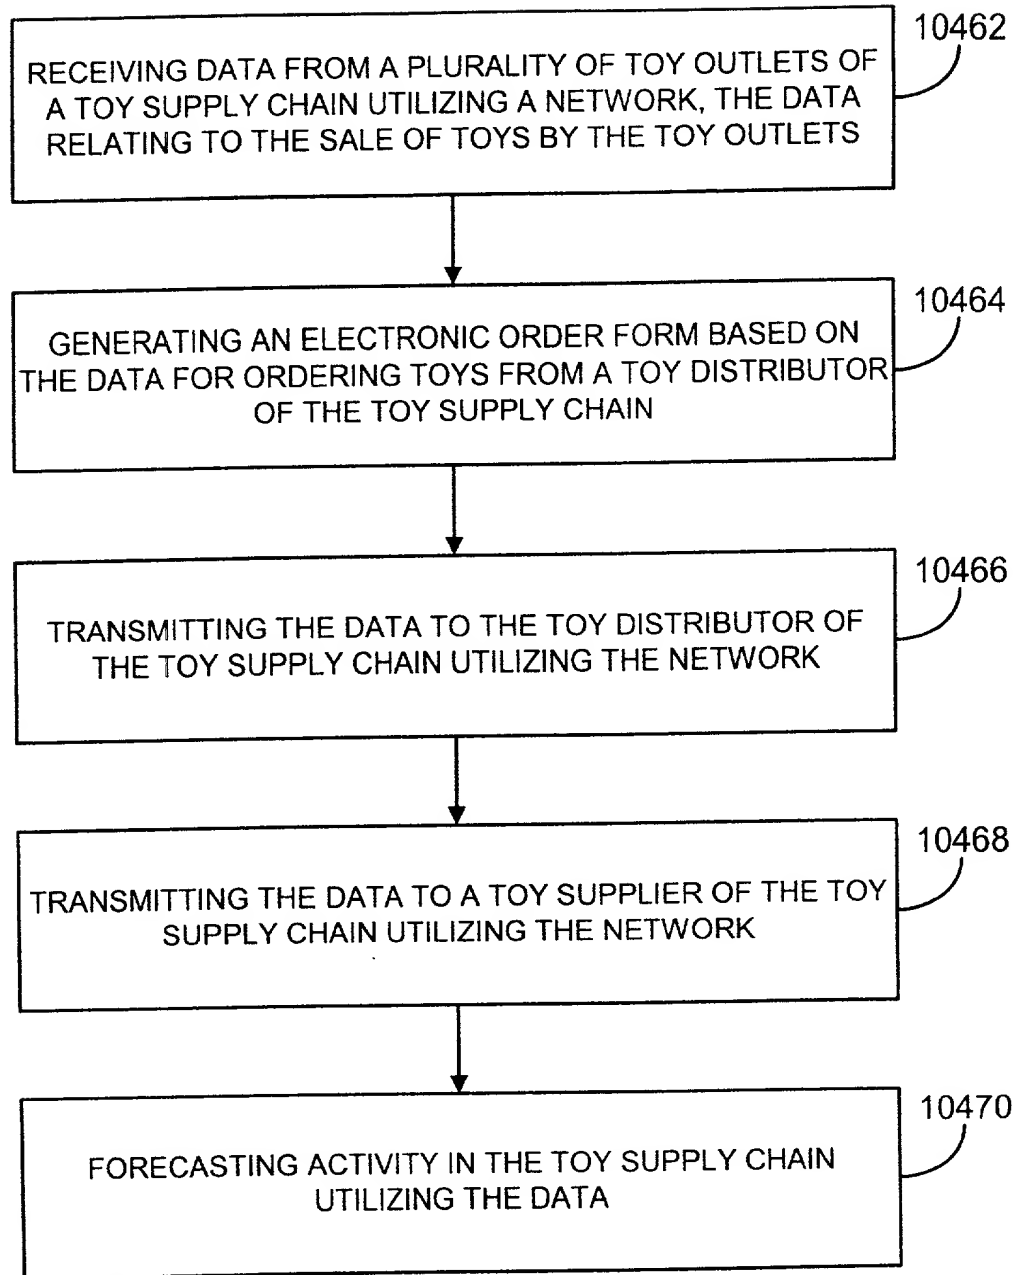 10462
RECEIVING DATA FROM A PLURALITY OF TOY OUTLETS OF
A TOY SUPPLY CHAIN UTILIZING A NETWORK, THE DATA
RELATING TO THE SALE OF TOYS BY THE TOY OUTLETS
10464
GENERATING AN ELECTRONIC ORDER FORM BASED ON
THE DATA FOR ORDERING TOYS FROM A TOY DISTRIBUTOR
OF THE TOY SUPPLY CHAIN
10466
TRANSMITTING THE DATA TO THE TOY DISTRIBUTOR OF
THE TOY SUPPLY CHAIN UTILIZING THE NETWORK
10468
TRANSMITTING THE DATA TO A TOY SUPPLIER OF THE TOY
SUPPLY CHAIN UTILIZING THE NETWORK
10470
FORECASTING ACTIVITY IN THE TOY SUPPLY CHAIN
UTILIZING THE DATA